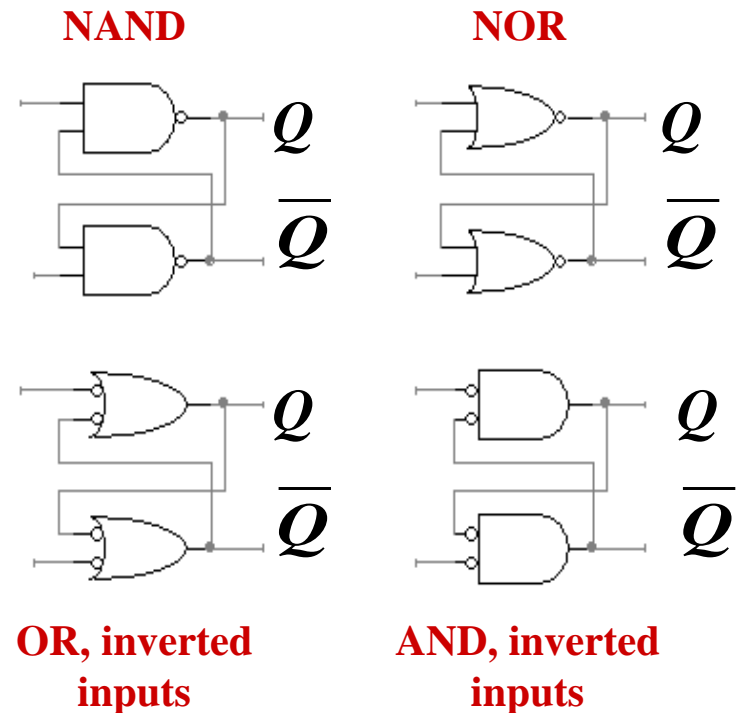 NAND
NOR
Q
Q
Q̅
Q̅
Q
Q
Q̅
Q̅
OR, inverted
inputs
AND, inverted
inputs